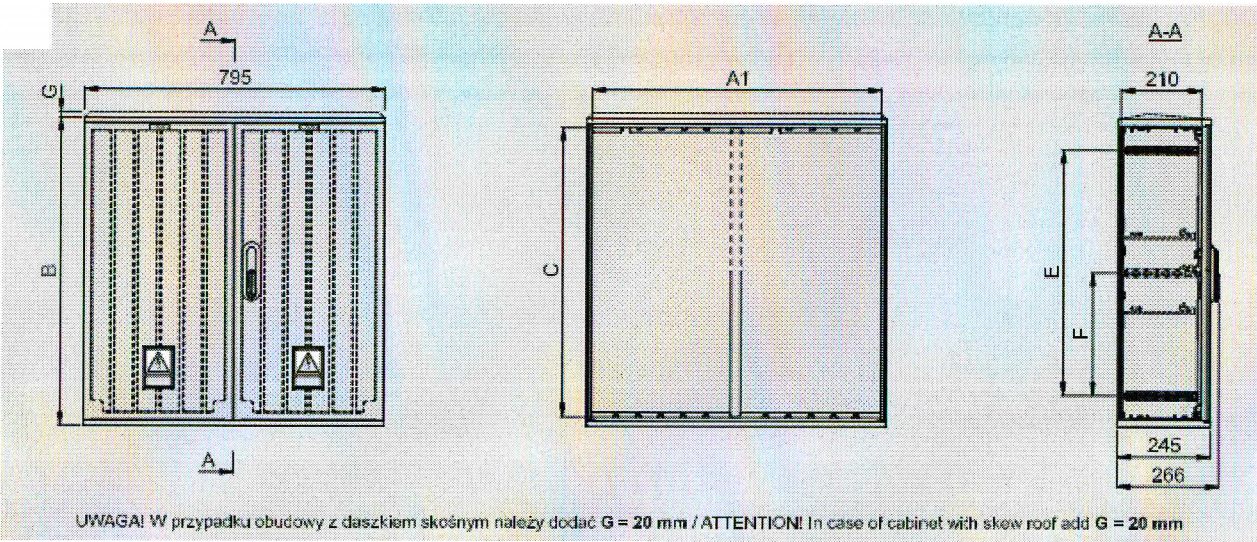 A
A-A
795
A1
210
G
B
C
E
F
245
A
266
UWAGA! W przypadku obudowy z daszkiem skośnym należy dodać G = 20 mm / ATTENTION! In case of cabinet with skew roof add G = 20 mm